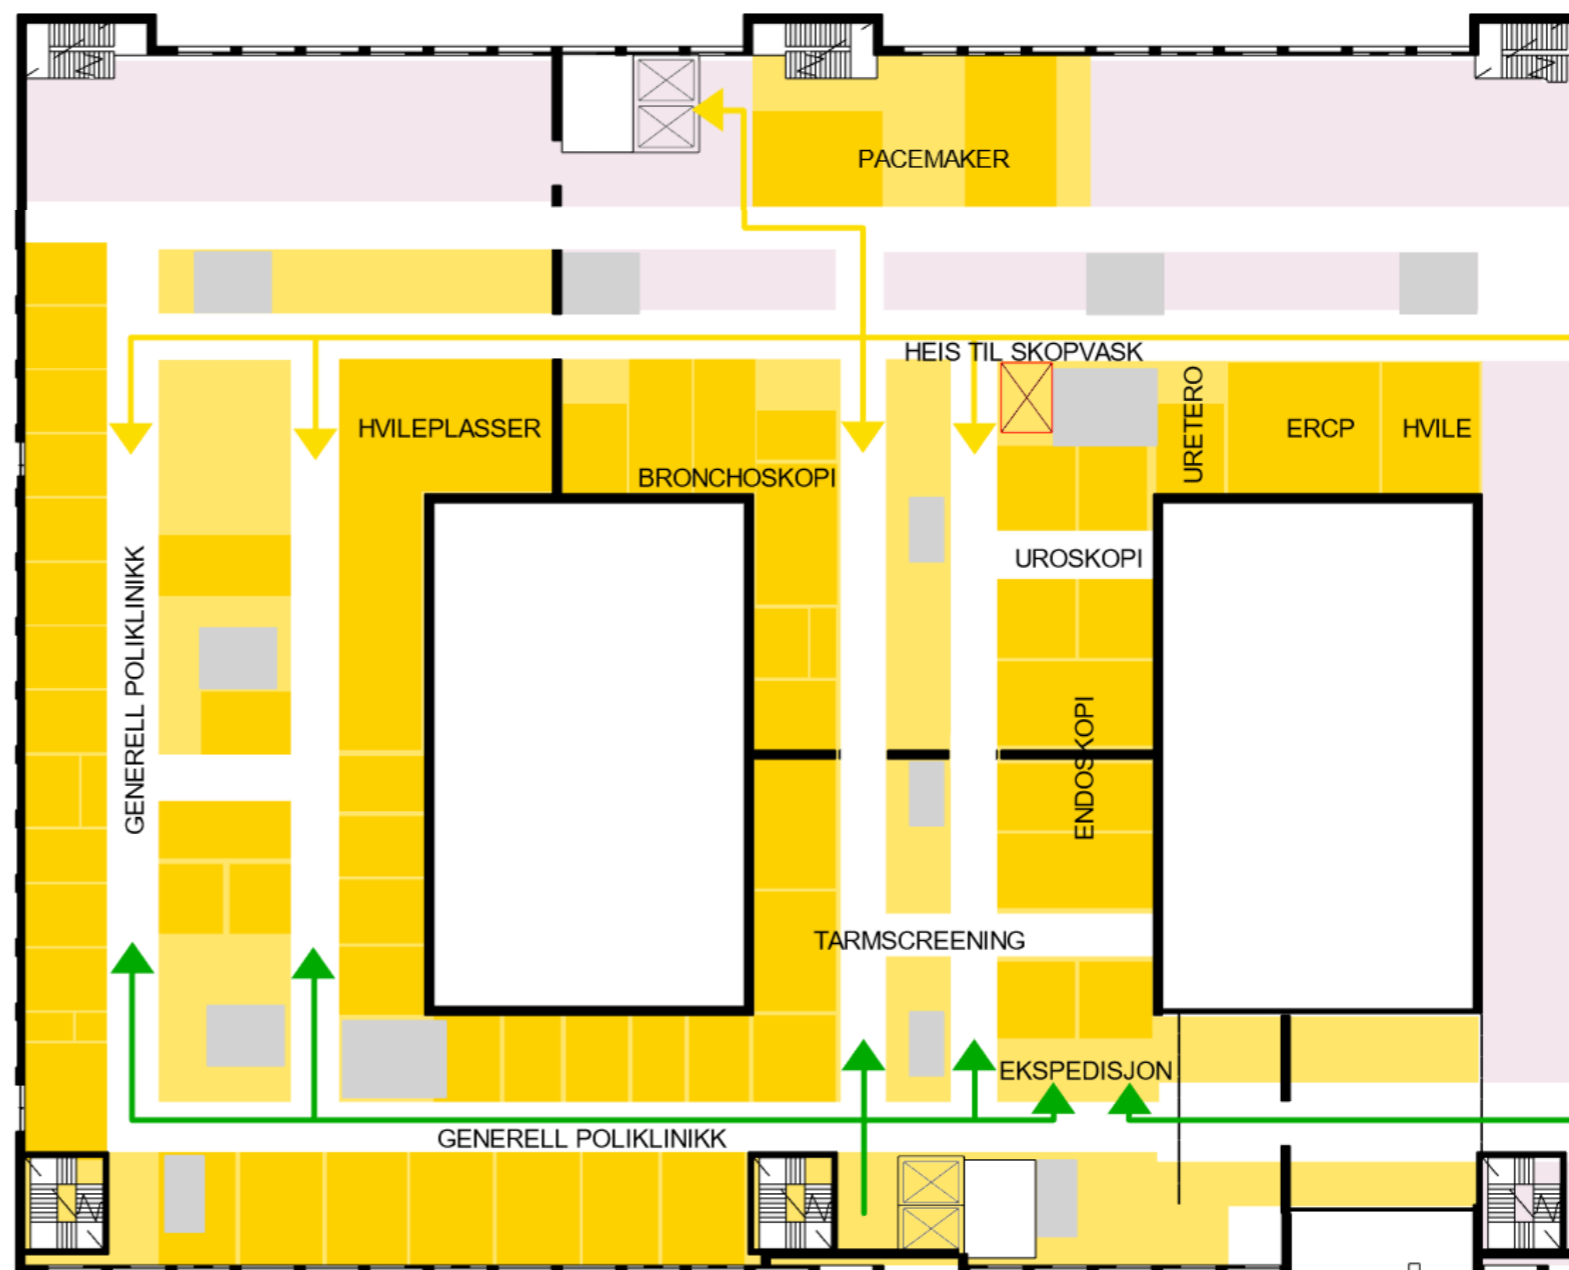 PACEMAKER
HEIS TIL SKOPVASK
HVILEPLASSER
URETERO
ERCP
HVILE
BRONCHOSKOPI
UROSKOPI
GENERELL POLIKLINIKK
ENDOSKOPI
TARMSCREENING
EKSPEDISJON
GENERELL POLIKLINIKK